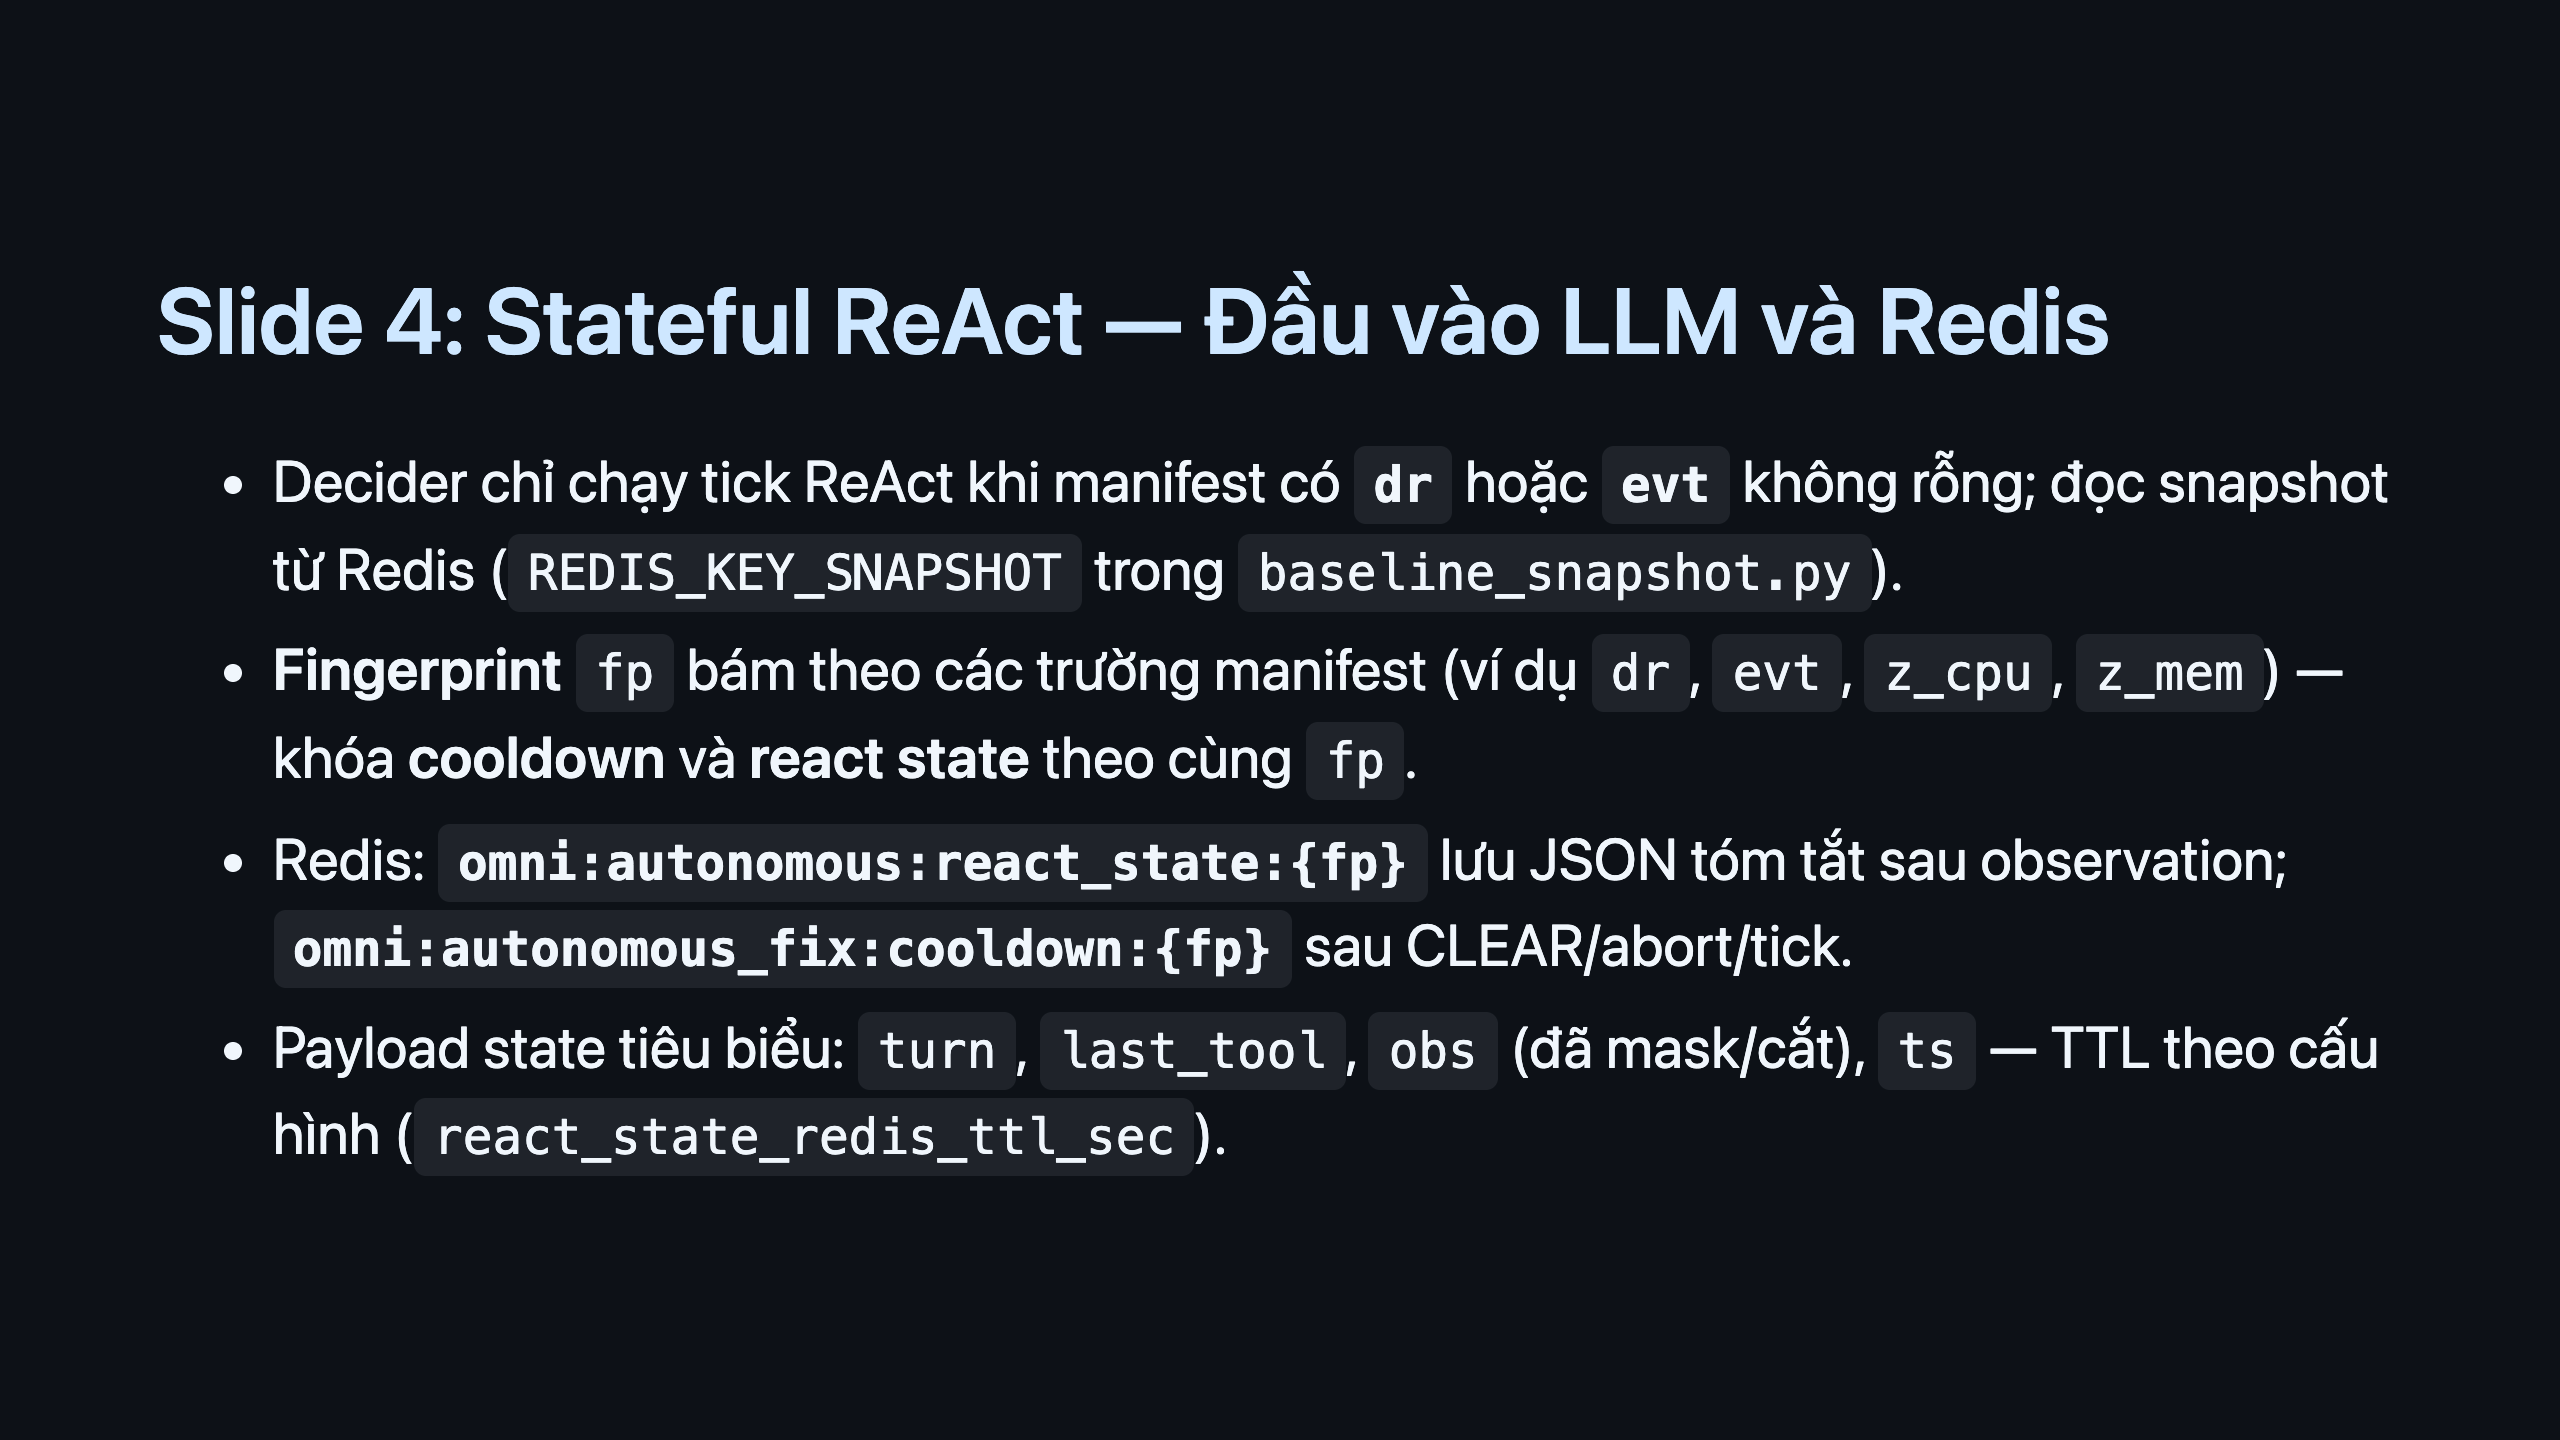 Slide 4: Stateful ReAct — Đầu vào LLM và Redis
• Decider chỉ chạy tick ReAct khi manifest có dr hoặc evt không rỗng; đọc snapshot
từ Redis ( REDIS_KEY_SNAPSHOT trong baseline_snapshot.py ).
• Fingerprint fp bám theo các trường manifest (ví dụ dr , evt , z_cpu , z_mem ) —
khóa cooldown và react state theo cùng fp .
• Redis: omni:autonomous:react_state:{fp} lưu JSON tóm tắt sau observation;
omni:autonomous_fix:cooldown:{fp} sau CLEAR/abort/tick.
• Payload state tiêu biểu: turn , last_tool , obs (đã mask/cắt), ts — TTL theo cấu
hình ( react_state_redis_ttl_sec ).